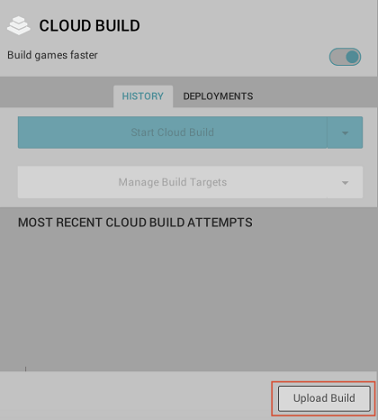 CLOUD BUILD
Build games faster
HISTORY DEPLOYMENTS
Start Cloud Build
Manage Build Targets
MOST RECENT CLOUD BUILD ATTEMPTS
Upload Build